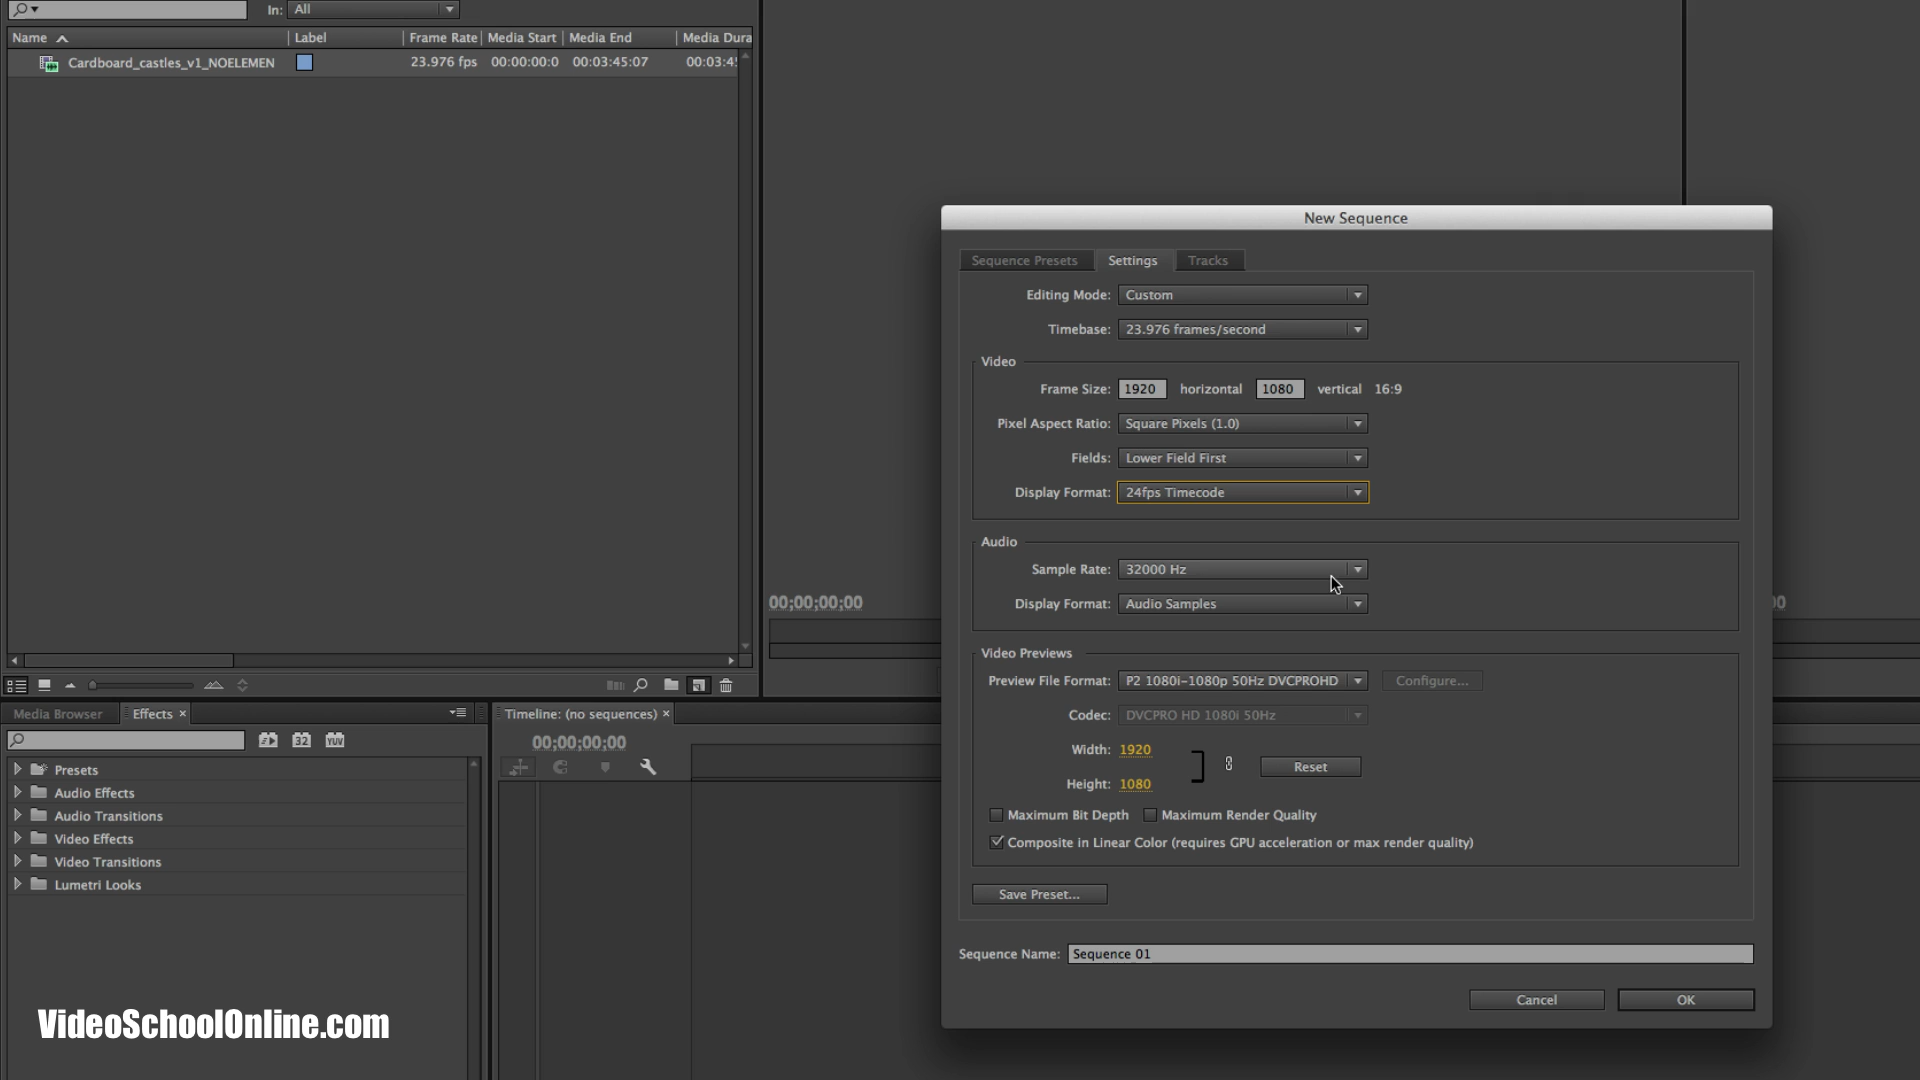 In: All
Name Label Frame Rate Media Start Media End Media Dura
Cardboard_castles_v1_NOELEMEN 23.976 fps 00:00:00:0 00:03:45:07 00:03:4
New Sequence
Sequence Presets Settings Tracks
Editing Mode: Custom
Timebase: 23.976 frames/second
Video
Frame Size: 1920 horizontal 1080 vertical 16:9
Pixel Aspect Ratio: Square Pixels (1.0)
Fields: Lower Field First
Display Format: 24fps Timecode
Audio
Sample Rate: 32000 Hz
00;00;00;00 Display Format: Audio Samples 00
Video Previews
Preview File Format: P2 1080i-1080p 50Hz DVCPROHD Configure...
Codec: DVCPRO HD 1080i 50Hz
Width: 1920
Reset
Height: 1080
Maximum Bit Depth Maximum Render Quality
Composite in Linear Color (requires GPU acceleration or max render quality)
Save Preset...
Sequence Name: Sequence 01
Cancel OK
Media Browser Effects × Timeline: (no sequences) ×
32 YUV 00;00;00;00
Presets
Audio Effects
Audio Transitions
Video Effects
Video Transitions
Lumetri Looks
VideoSchoolOnline.com